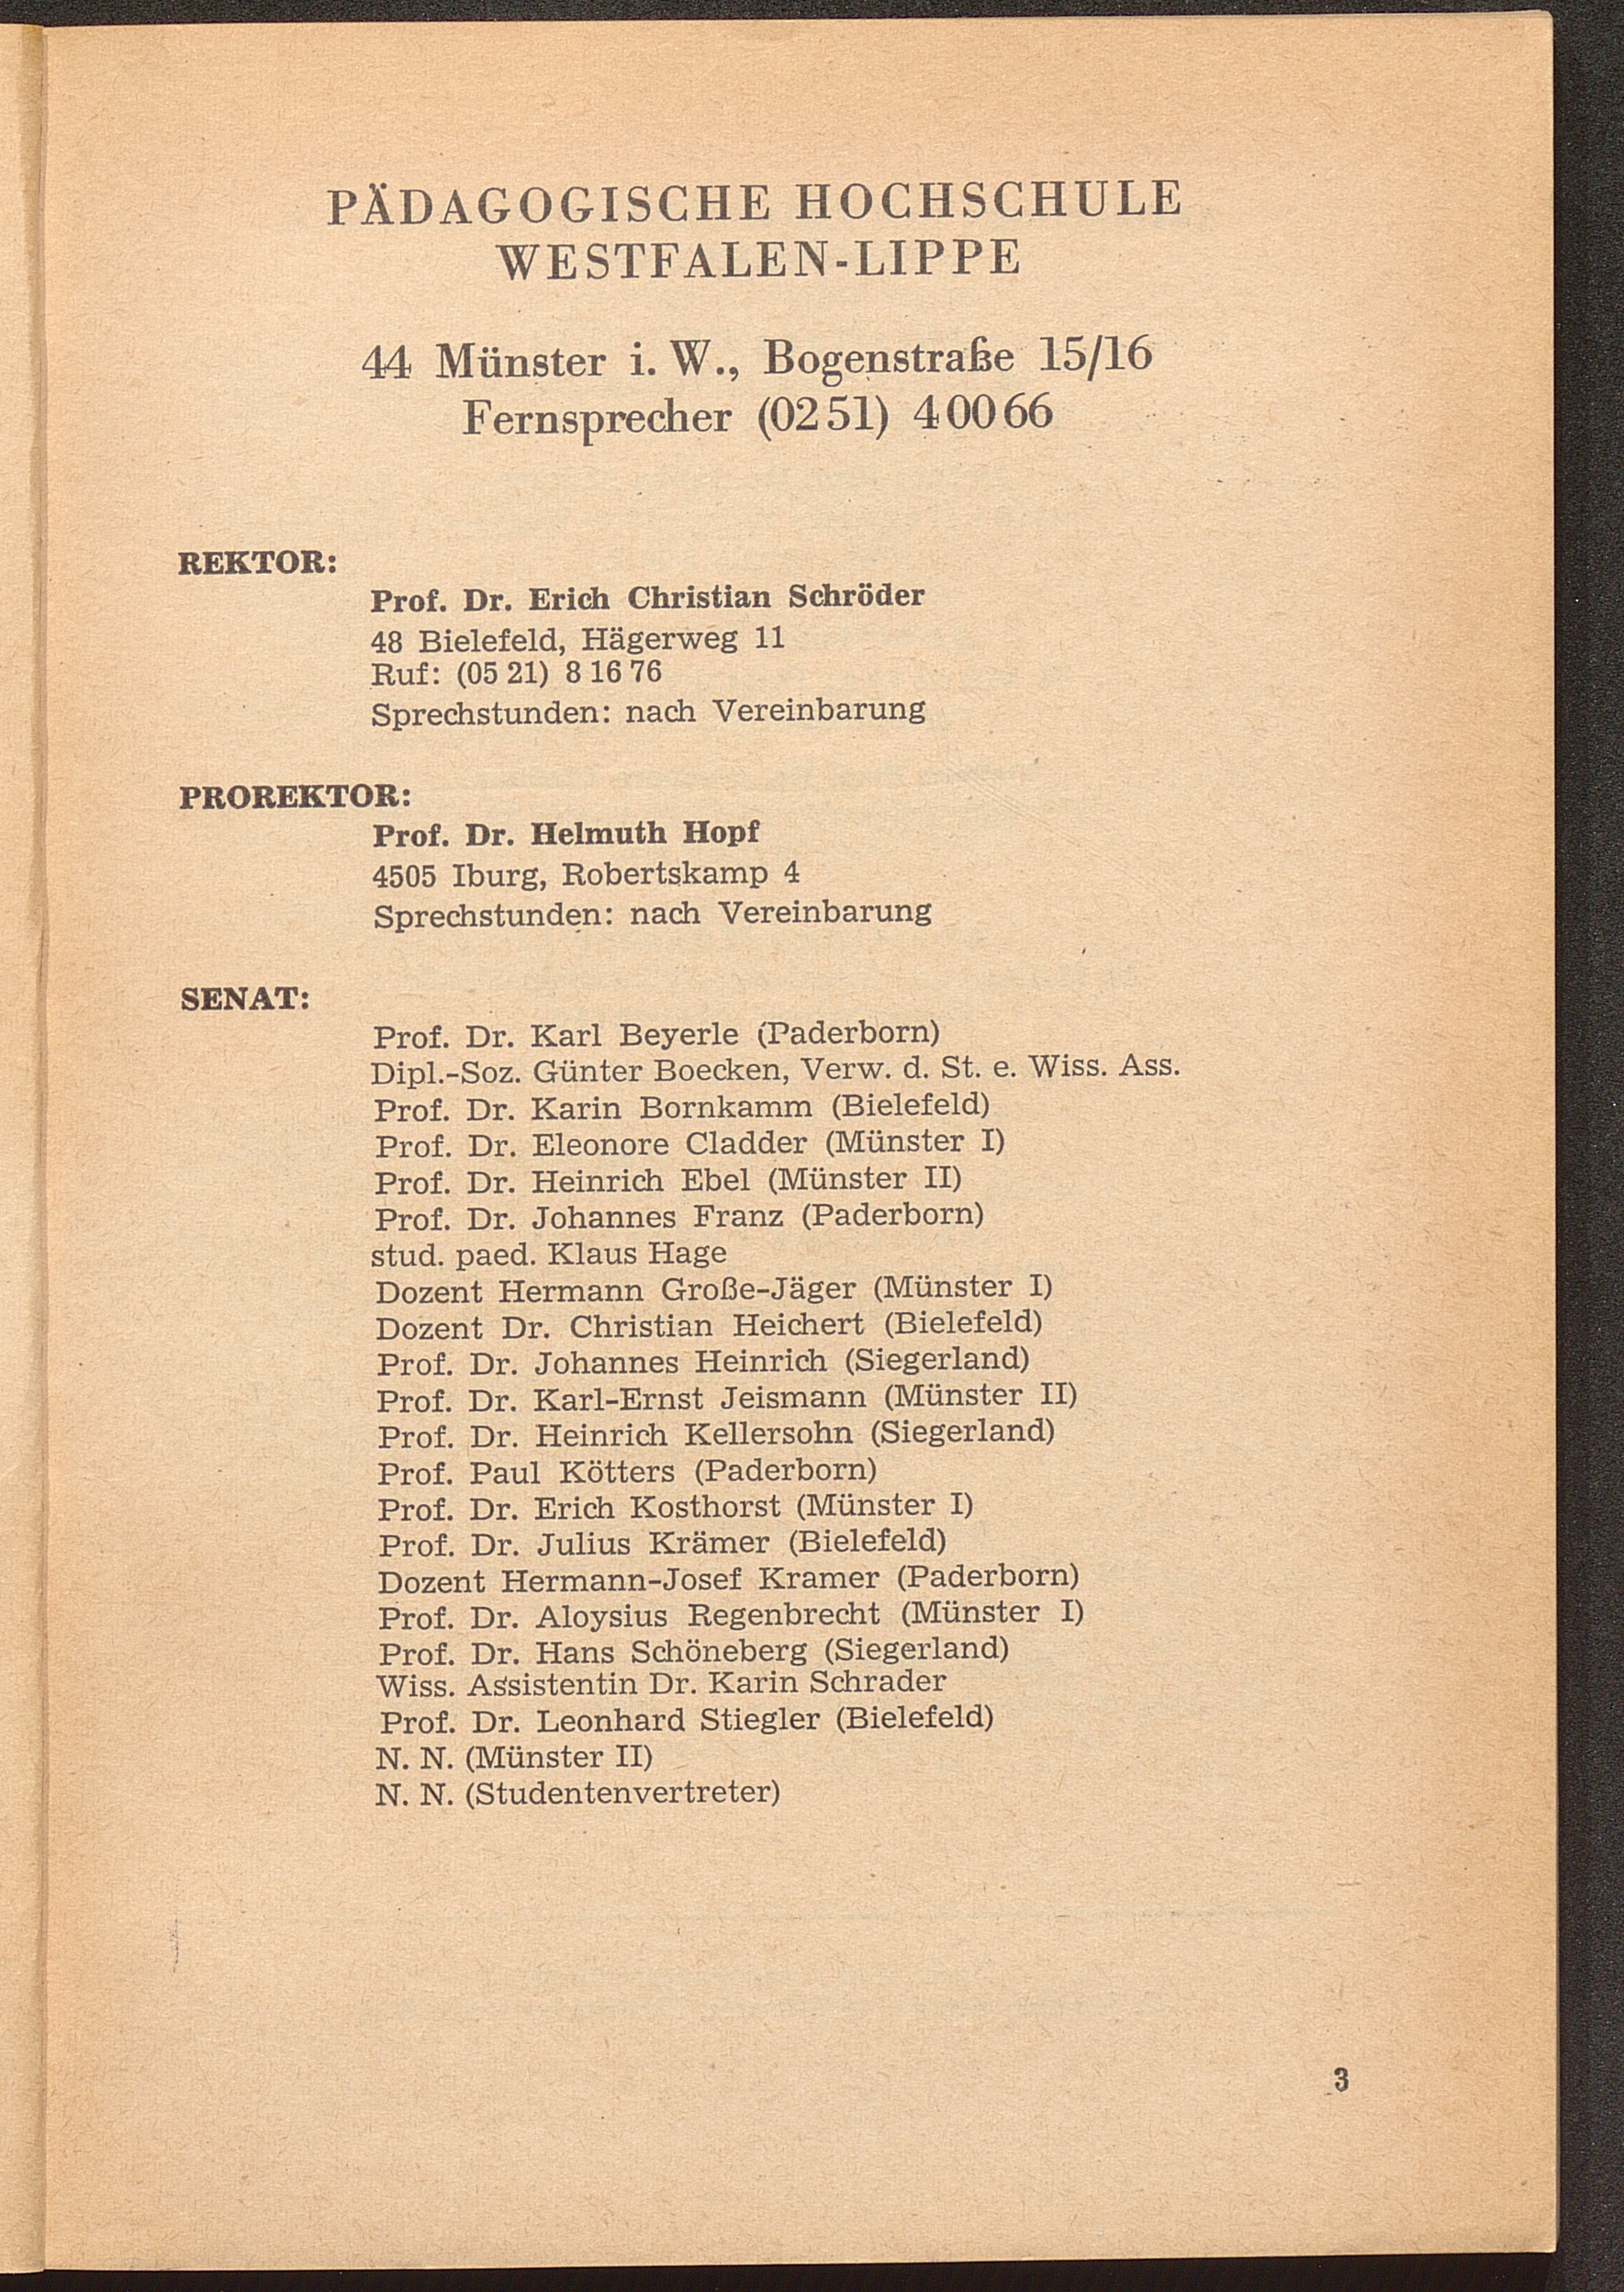 PÄDAGOGISCHE HOCHSCHULE
WESTFALEN-LIPPE
44 Münster i. W., Bogenstraße 15/16
Fernsprecher (02 51) 4 00 66
REKTOR:
Prof. Dr. Erich Christian Schröder
48 Bielefeld, Hägerweg 11
Ruf: (05 21) 8 16 76
Sprechstunden: nach Vereinbarung
PROREKTOR:
Prof. Dr. Helmuth Hopf
4505 Iburg, Robertskamp 4
Sprechstunden: nach Vereinbarung
SENAT:
Prof. Dr. Karl Beyerle (Paderborn)
Dipl.-Soz. Günter Boecken, Verw. d. St. e. Wiss. Ass.
Prof. Dr. Karin Bornkamm (Bielefeld)
Prof. Dr. Eleonore Cladder (Münster I)
Prof. Dr. Heinrich Ebel (Münster II)
Prof. Dr. Johannes Franz (Paderborn)
stud. paed. Klaus Hage
Dozent Hermann Große-Jäger (Münster I)
Dozent Dr. Christian Heichert (Bielefeld)
Prof. Dr. Johannes Heinrich (Siegerland)
Prof. Dr. Karl-Ernst Jeismann (Münster II)
Prof. Dr. Heinrich Kellersohn (Siegerland)
Prof. Paul Kötters (Paderborn)
Prof. Dr. Erich Kosthorst (Münster I)
Prof. Dr. Julius Krämer (Bielefeld)
Dozent Hermann-Josef Kramer (Paderborn)
Prof. Dr. Aloysius Regenbrecht (Münster I)
Prof. Dr. Hans Schöneberg (Siegerland)
Wiss. Assistentin Dr. Karin Schrader
Prof. Dr. Leonhard Stiegler (Bielefeld)
N. N. (Münster II)
N. N. (Studentenvertreter)
3